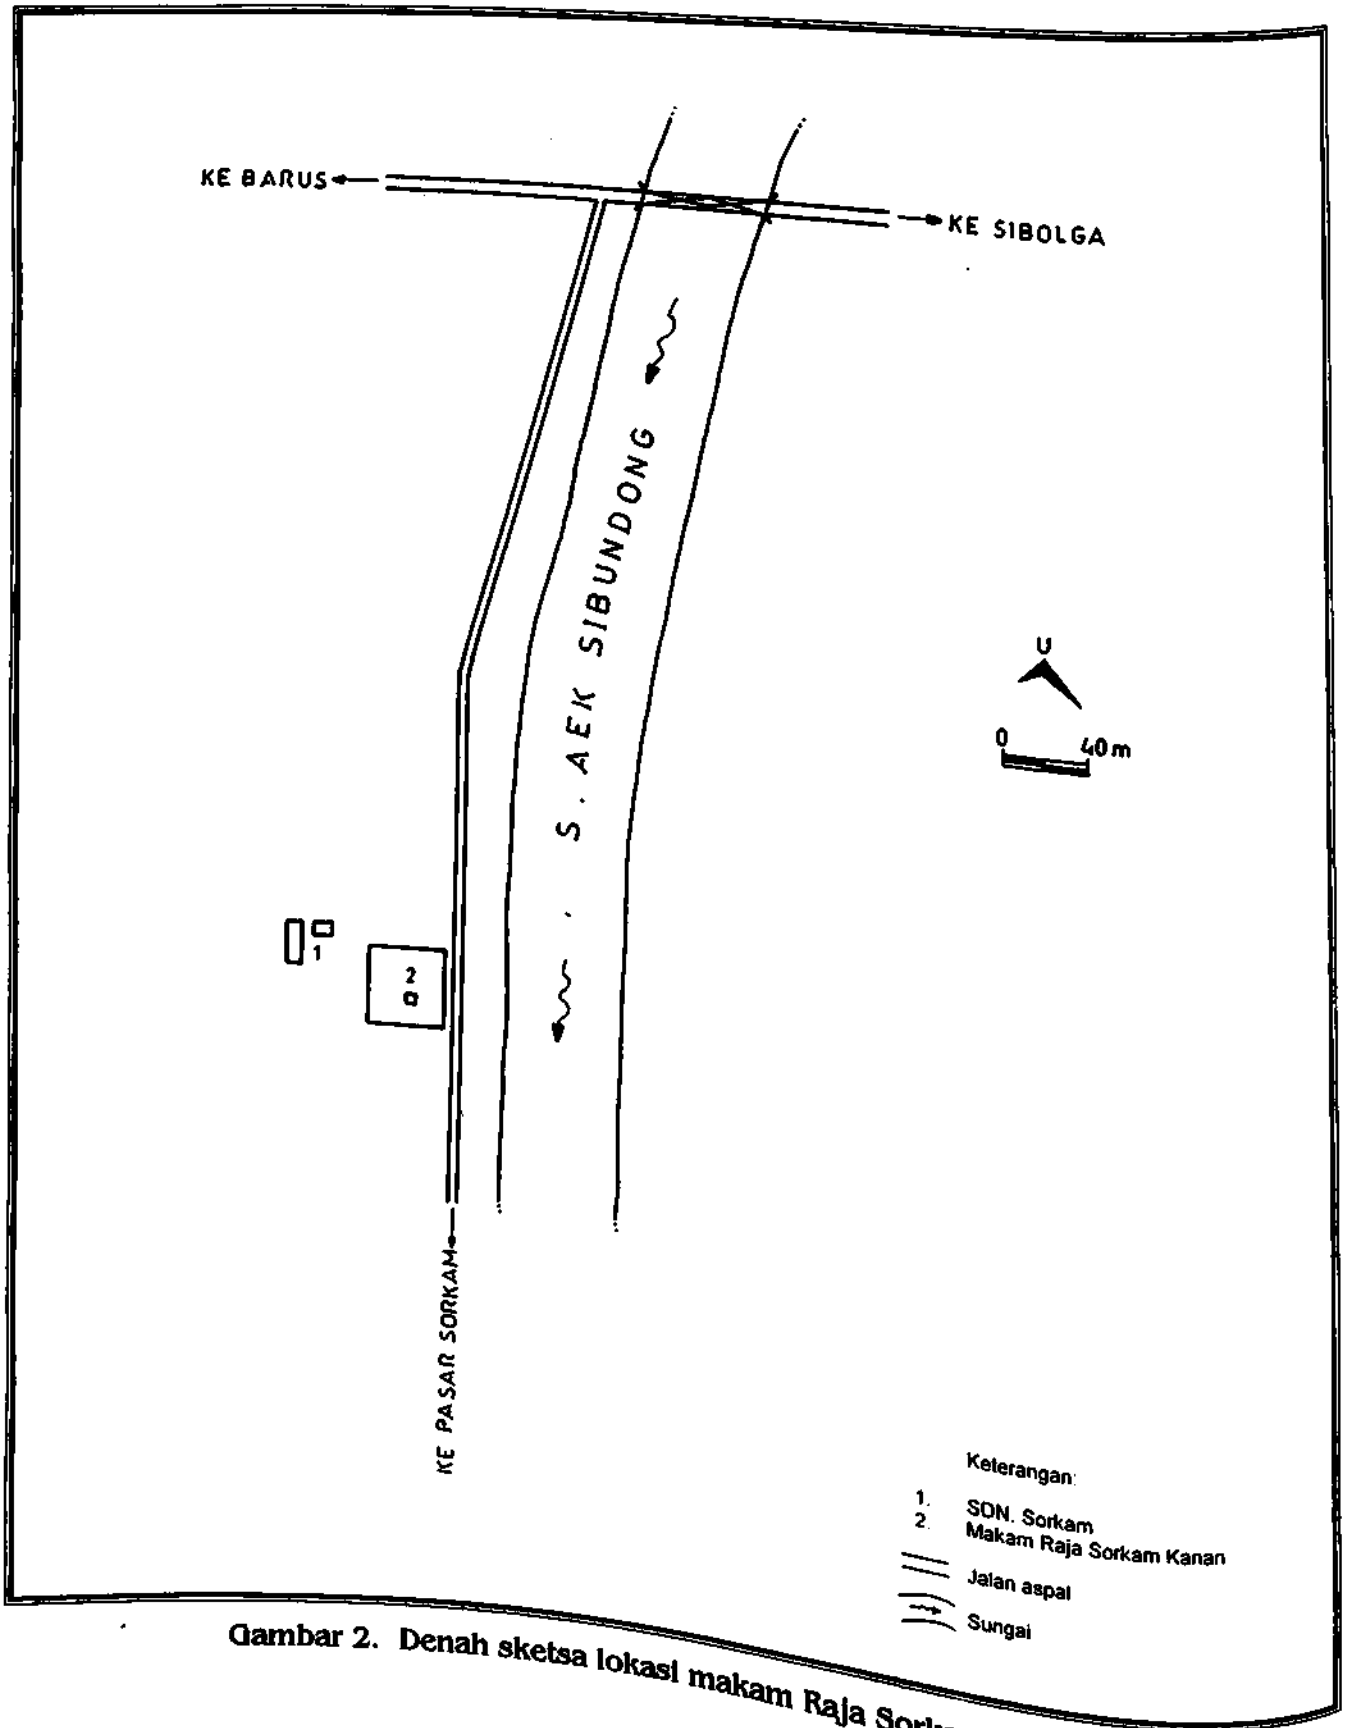 KE BARUS
KE SIBOLGA
S. AEK SIBUNDONG
U
0 40 m
1
2
KE PASAR SORKAM
Keterangan:
1. SDN. Sorkam
2. Makam Raja Sorkam Kanan
Jalan aspal
Sungai
Gambar 2. Denah sketsa lokasi makam Raja